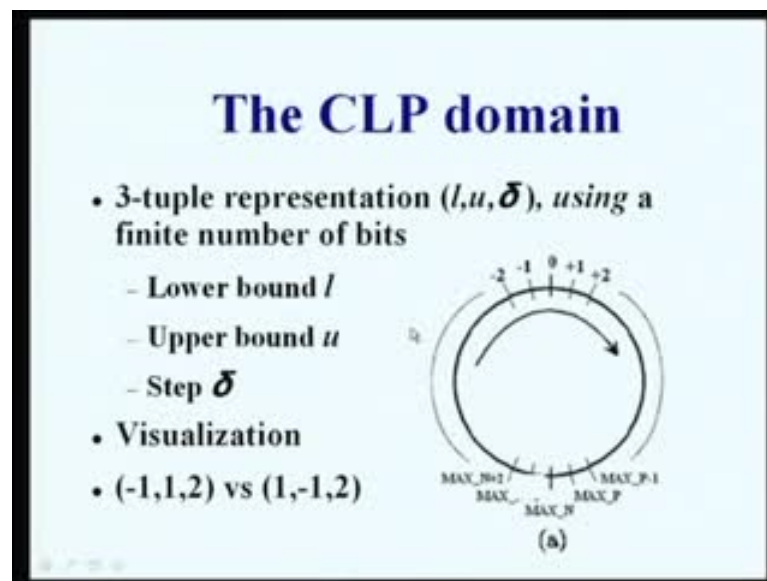 The CLP domain
• 3-tuple representation (l,u,δ), using a
finite number of bits
– Lower bound l
– Upper bound u
– Step δ
• Visualization
• (-1,1,2) vs (1,-1,2)
-2 -1 0 +1 +2
MAX_N+2 MAX_P-1
MAX_ MAX_P
MAX_N
(a)